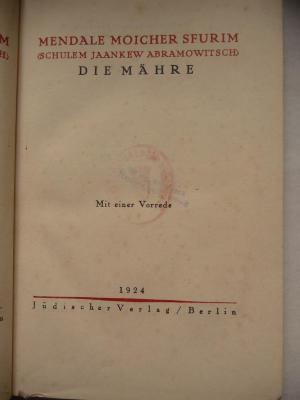 MENDALE MOICHER SFURIM
(SCHULEM JAANKEW ABRAMOWITSCH)
DIE MÄHRE
Mit einer Vorrede
1924
Jüdischer Verlag / Berlin